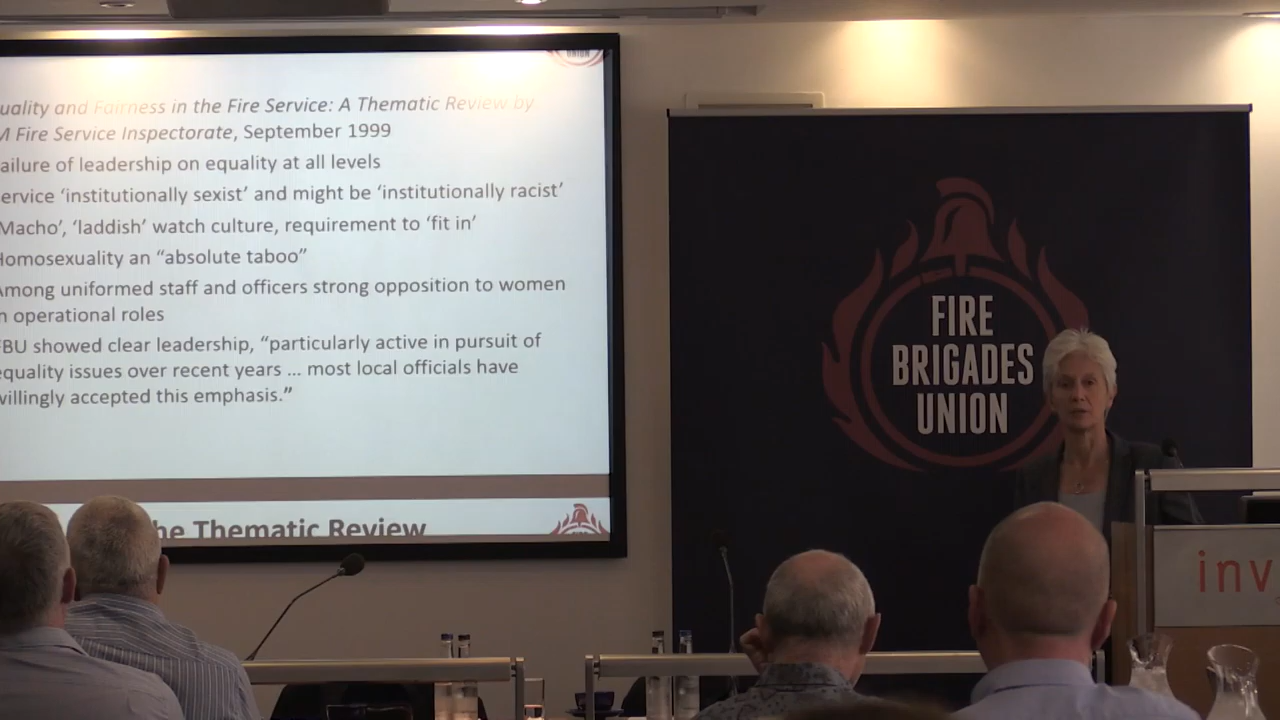 uality and Fairness in the Fire Service: A Thematic Review by
M Fire Service Inspectorate, September 1999
ailure of leadership on equality at all levels
ervice ‘institutionally sexist’ and might be ‘institutionally racist’
Macho’, ‘laddish’ watch culture, requirement to ‘fit in’
Homosexuality an “absolute taboo”
Among uniformed staff and officers strong opposition to women
n operational roles
FBU showed clear leadership, “particularly active in pursuit of
equality issues over recent years ... most local officials have
willingly accepted this emphasis.”
he Thematic Review
UNION
FIRE
BRIGADES
UNION
inv